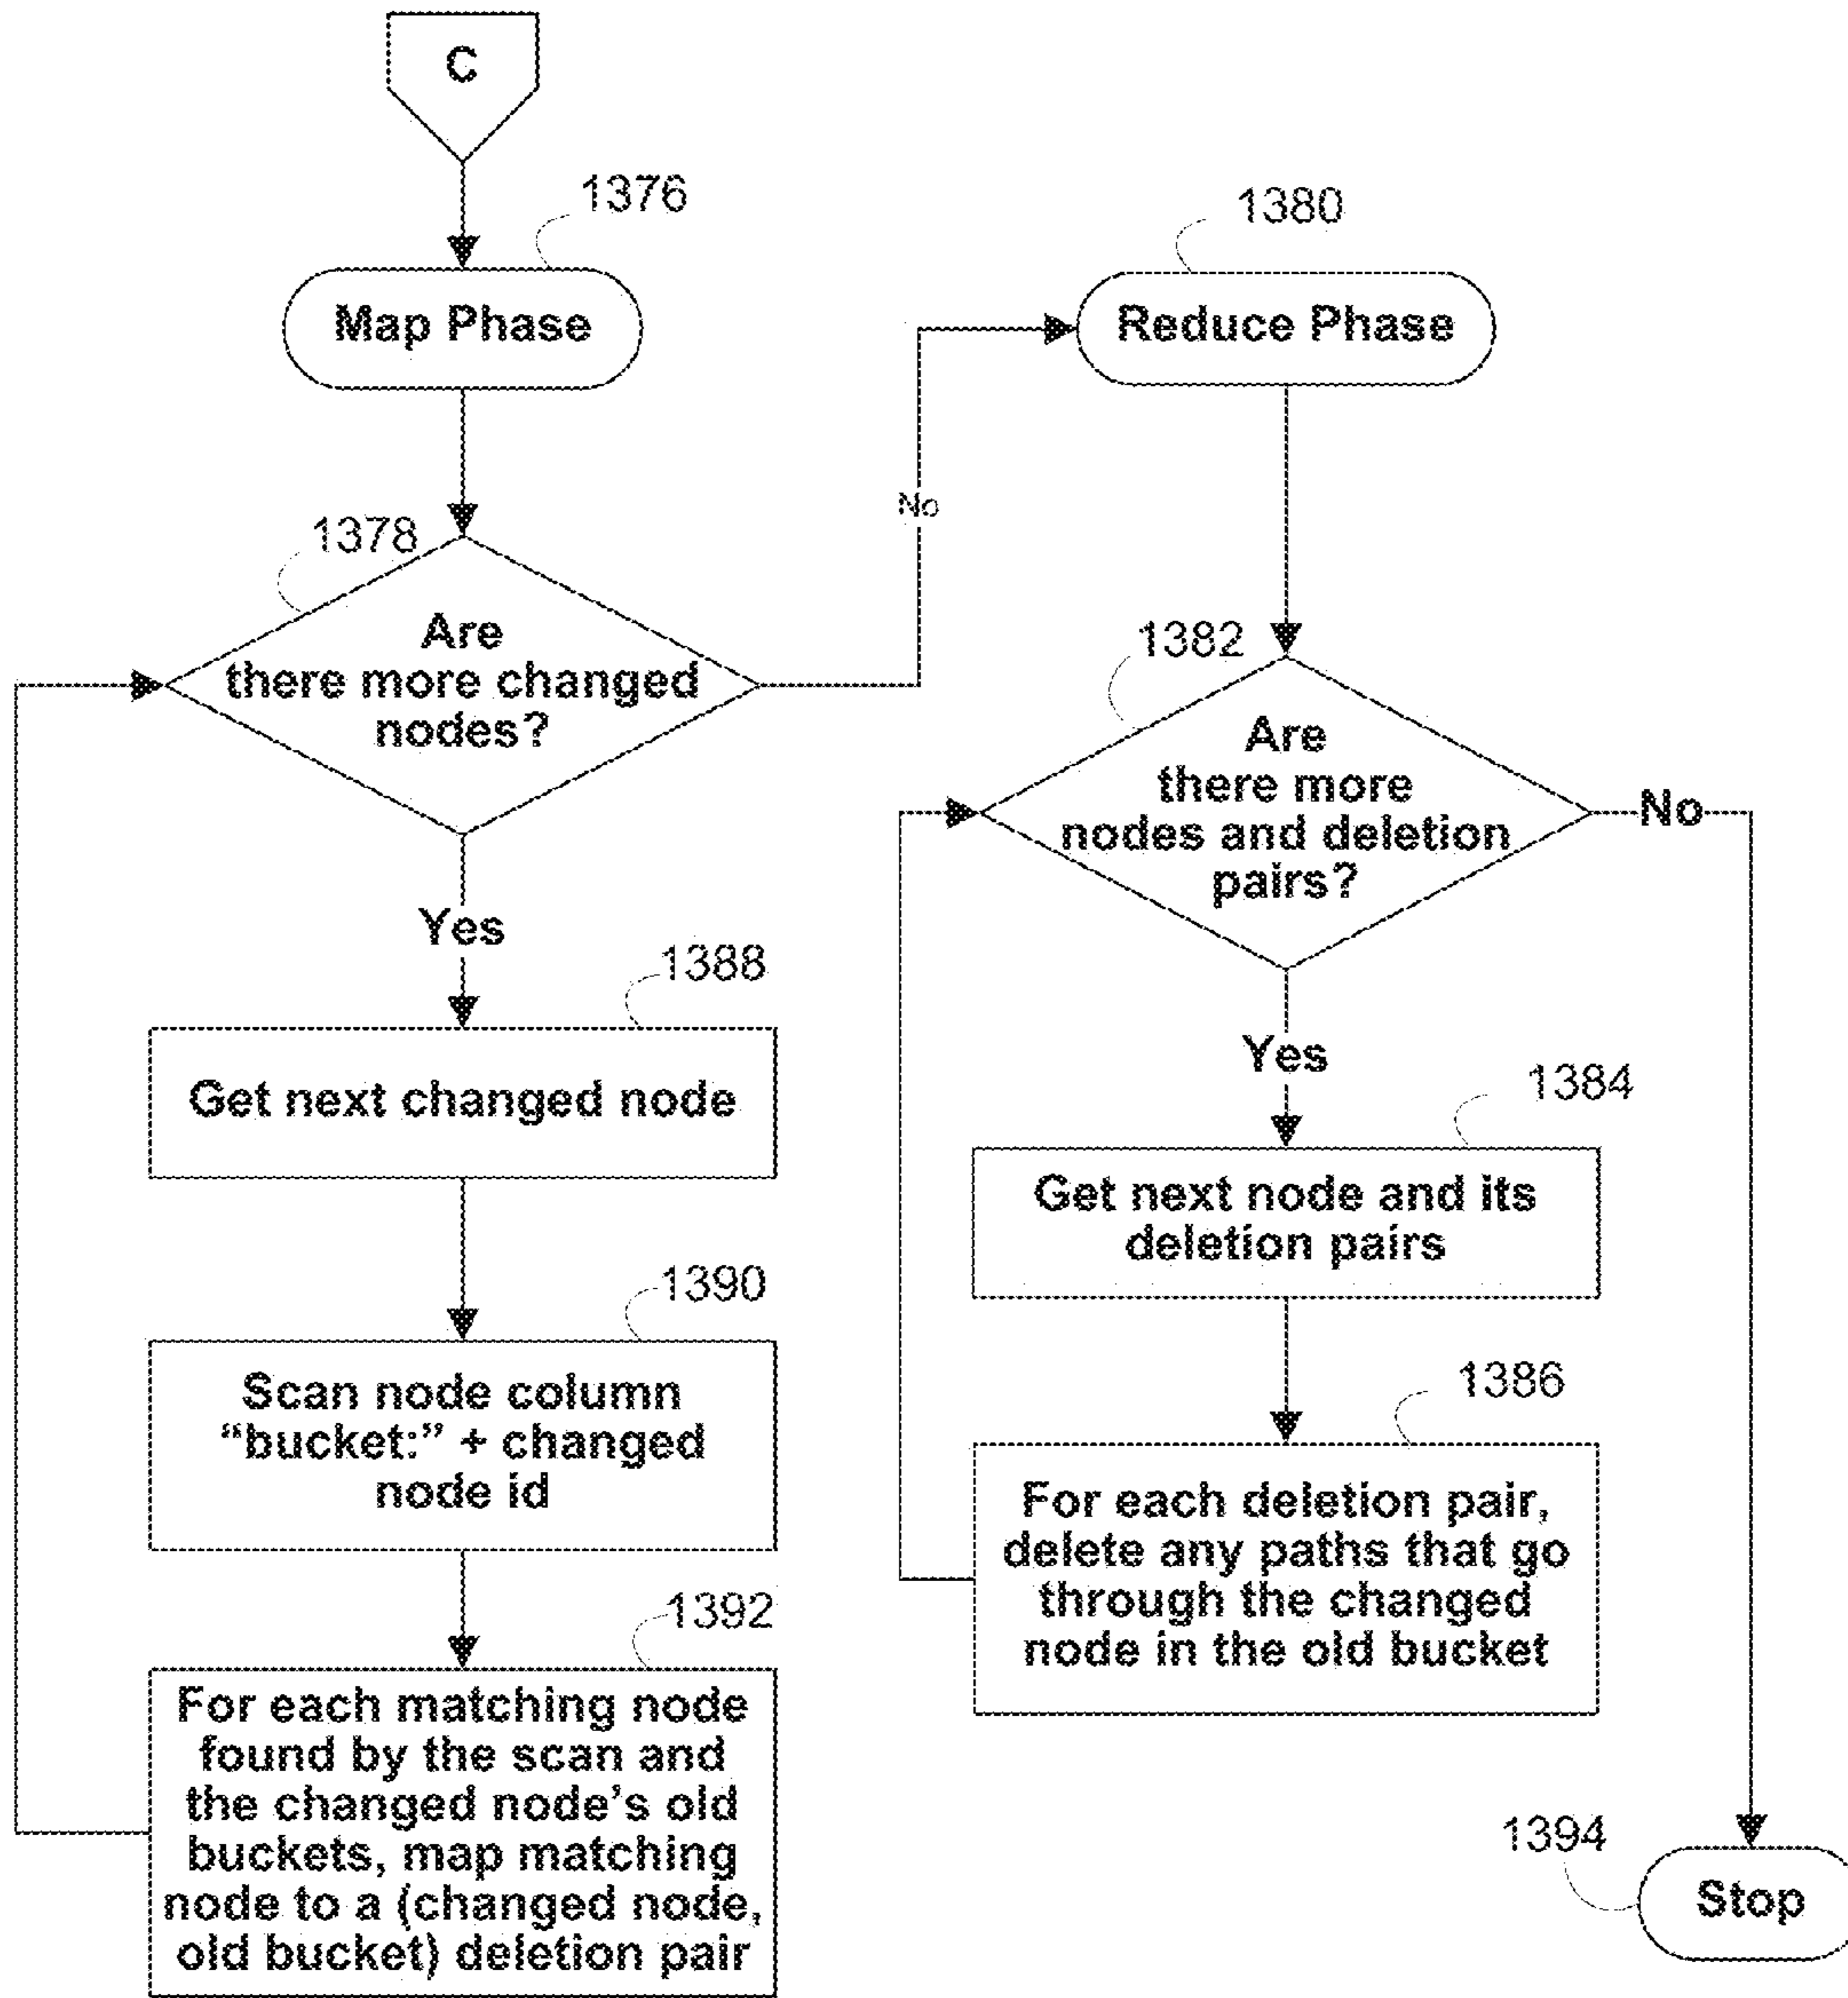 C
1376
Map Phase
1378
Are
there more changed
nodes?
No
Yes
1388
Get next changed node
1390
Scan node column
“bucket:” + changed
node id
1392
For each matching node
found by the scan and
the changed node’s old
buckets, map matching
node to a (changed node,
old bucket) deletion pair
1380
Reduce Phase
1382
Are
there more
nodes and deletion
pairs?
No
Yes
1384
Get next node and its
deletion pairs
1386
For each deletion pair,
delete any paths that go
through the changed
node in the old bucket
1394
Stop